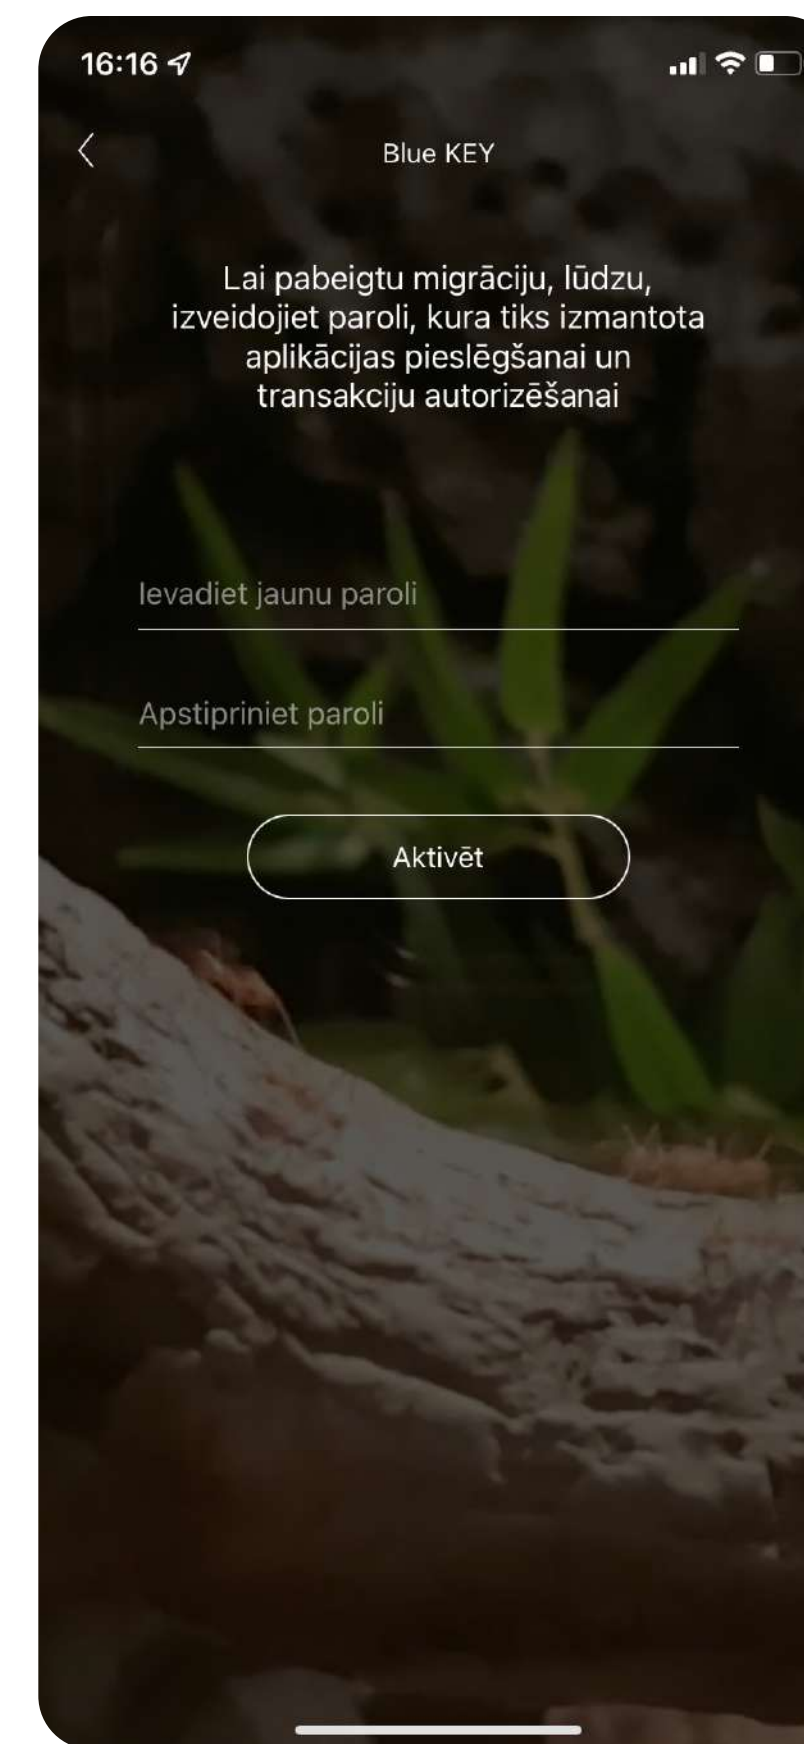 16:16
Blue KEY
Lai pabeigtu migrāciju, lūdzu,
izveidojiet paroli, kura tiks izmantota
aplikācijas pieslēgšanai un
transakciju autorizēšanai
Ievadiet jaunu paroli
Apstipriniet paroli
Aktivēt